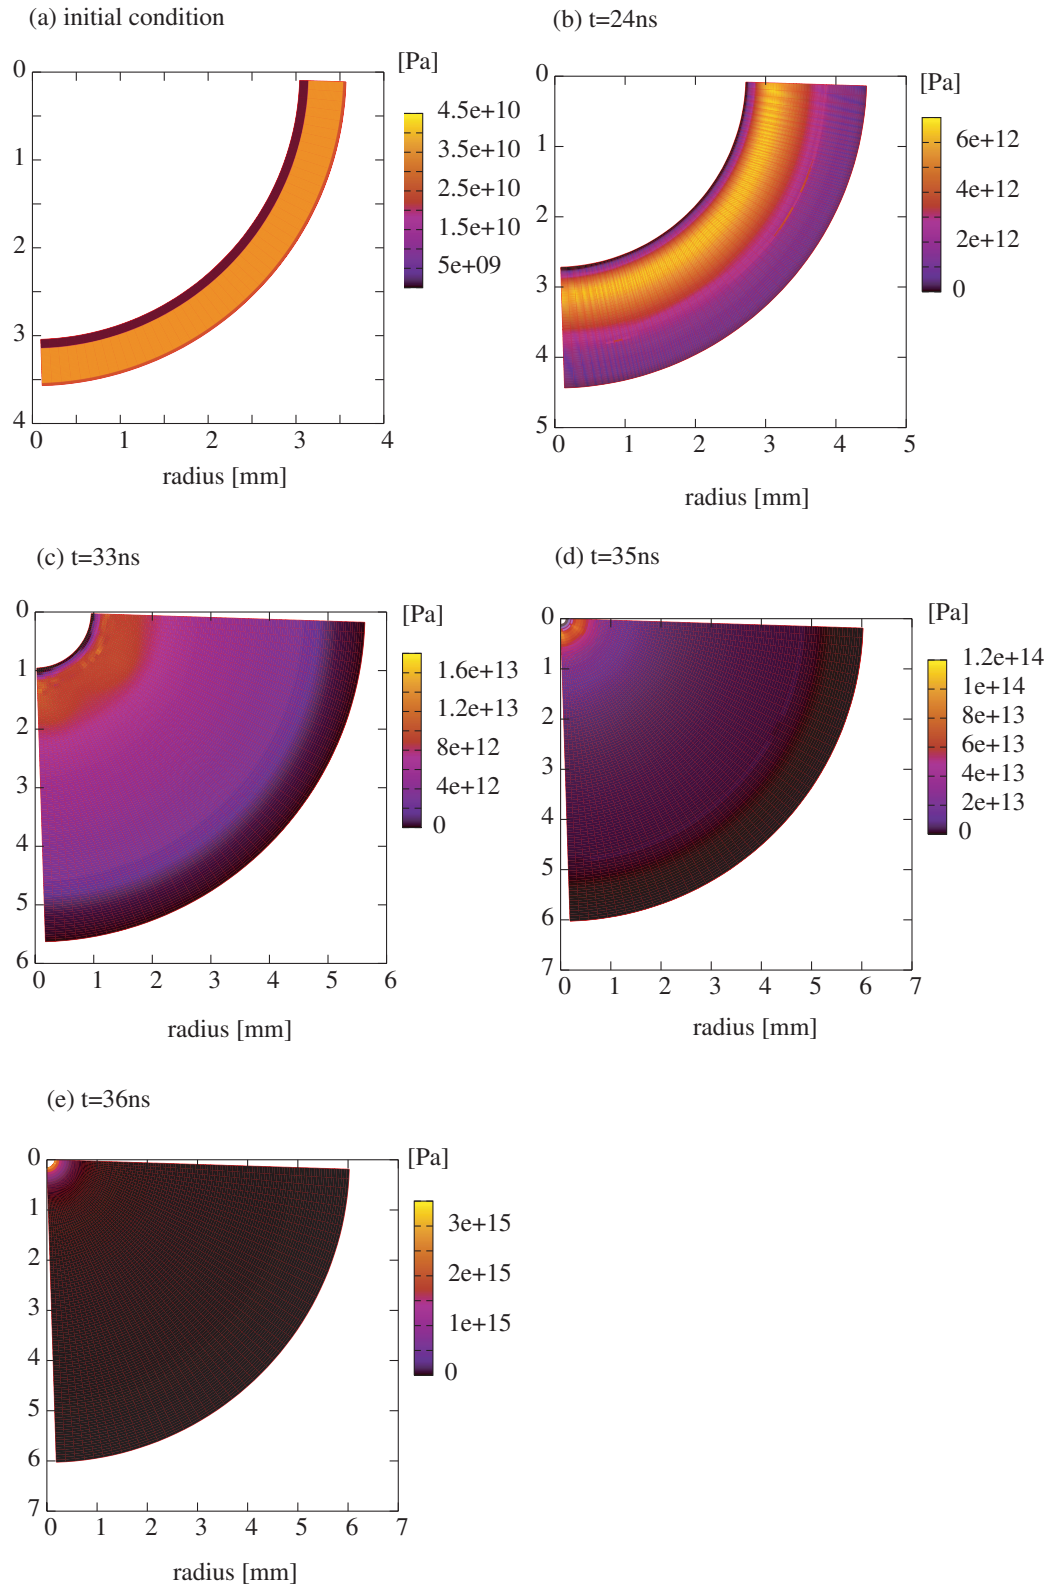 (a) initial condition
[Pa]
0
1
2
3
4
0 1 2 3 4
radius [mm]
4.5e+10
3.5e+10
2.5e+10
1.5e+10
5e+09
(b) t=24ns
[Pa]
0
1
2
3
4
5
0 1 2 3 4 5
radius [mm]
6e+12
4e+12
2e+12
0
(c) t=33ns
[Pa]
0
1
2
3
4
5
6
0 1 2 3 4 5 6
radius [mm]
1.6e+13
1.2e+13
8e+12
4e+12
0
(d) t=35ns
[Pa]
0
1
2
3
4
5
6
7
0 1 2 3 4 5 6 7
radius [mm]
1.2e+14
1e+14
8e+13
6e+13
4e+13
2e+13
0
(e) t=36ns
[Pa]
0
1
2
3
4
5
6
7
0 1 2 3 4 5 6 7
radius [mm]
3e+15
2e+15
1e+15
0